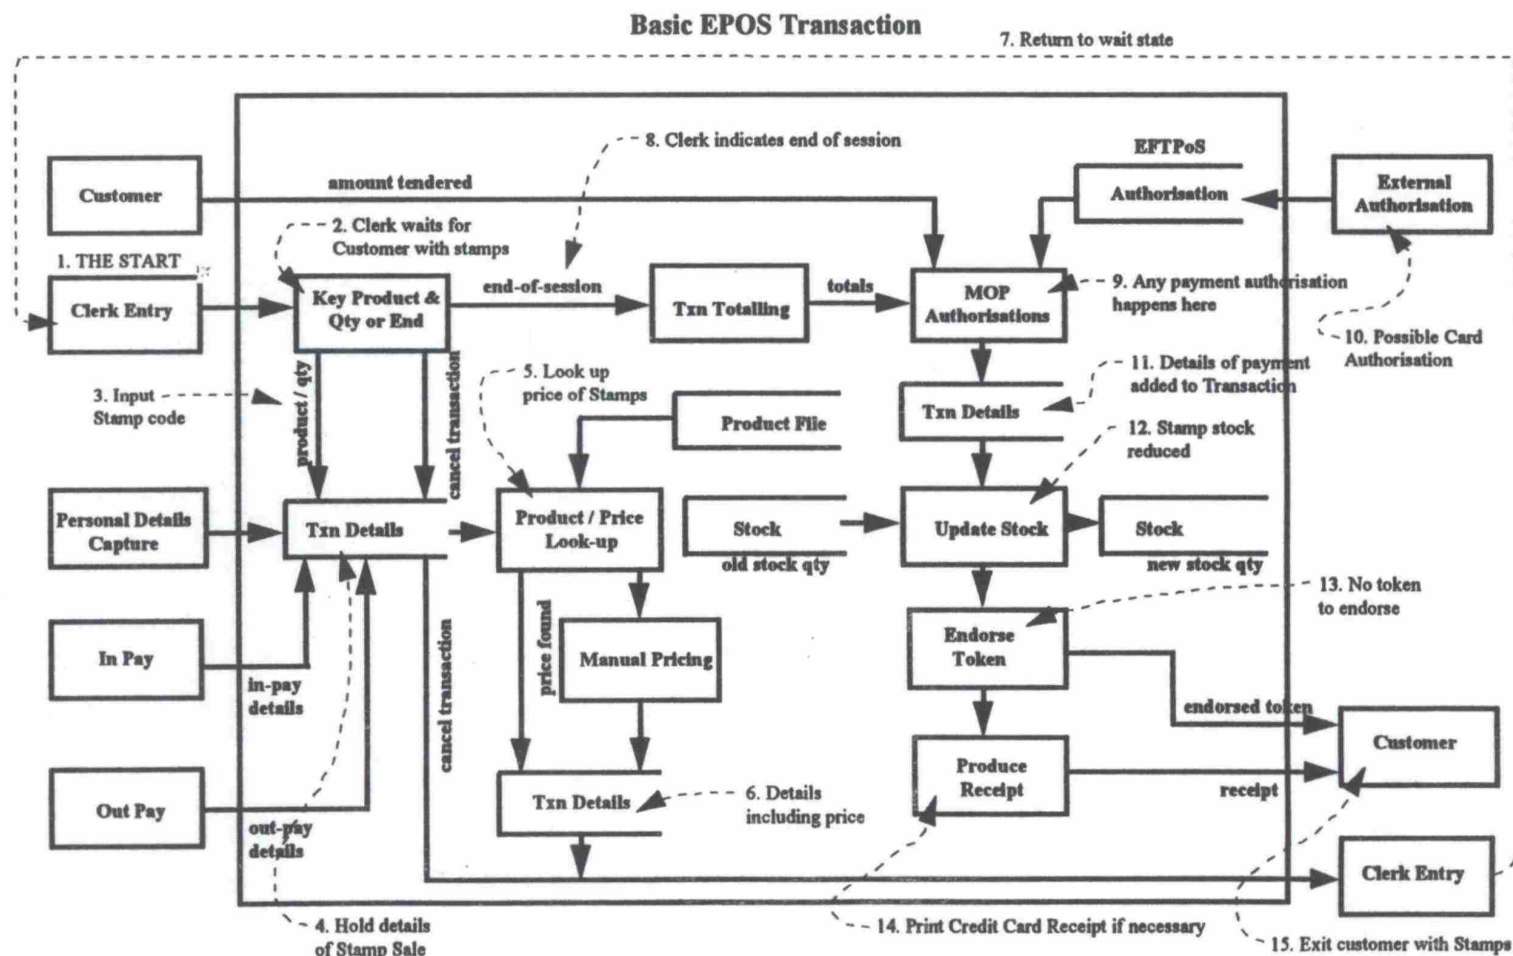 Basic EPOS Transaction
7. Return to wait state
8. Clerk indicates end of session
EFTPoS
Customer
amount tendered
Authorisation
External
Authorisation
2. Clerk waits for
Customer with stamps
1. THE START
Clerk Entry
Key Product &
Qty or End
end-of-session
Txn Totalling
totals
MOP
Authorisations
9. Any payment authorisation
happens here
10. Possible Card
Authorisation
3. Input
Stamp code
product / qty
cancel transaction
5. Look up
price of Stamps
Product File
11. Details of payment
added to Transaction
Txn Details
12. Stamp stock
reduced
Personal Details
Capture
Txn Details
Product / Price
Look-up
Stock
old stock qty
Update Stock
Stock
new stock qty
13. No token
to endorse
In Pay
in-pay
details
cancel transaction
price found
Manual Pricing
Endorse
Token
endorsed token
Customer
Out Pay
out-pay
details
Txn Details
6. Details
including price
Produce
Receipt
receipt
Clerk Entry
4. Hold details
of Stamp Sale
14. Print Credit Card Receipt if necessary
15. Exit customer with Stamps